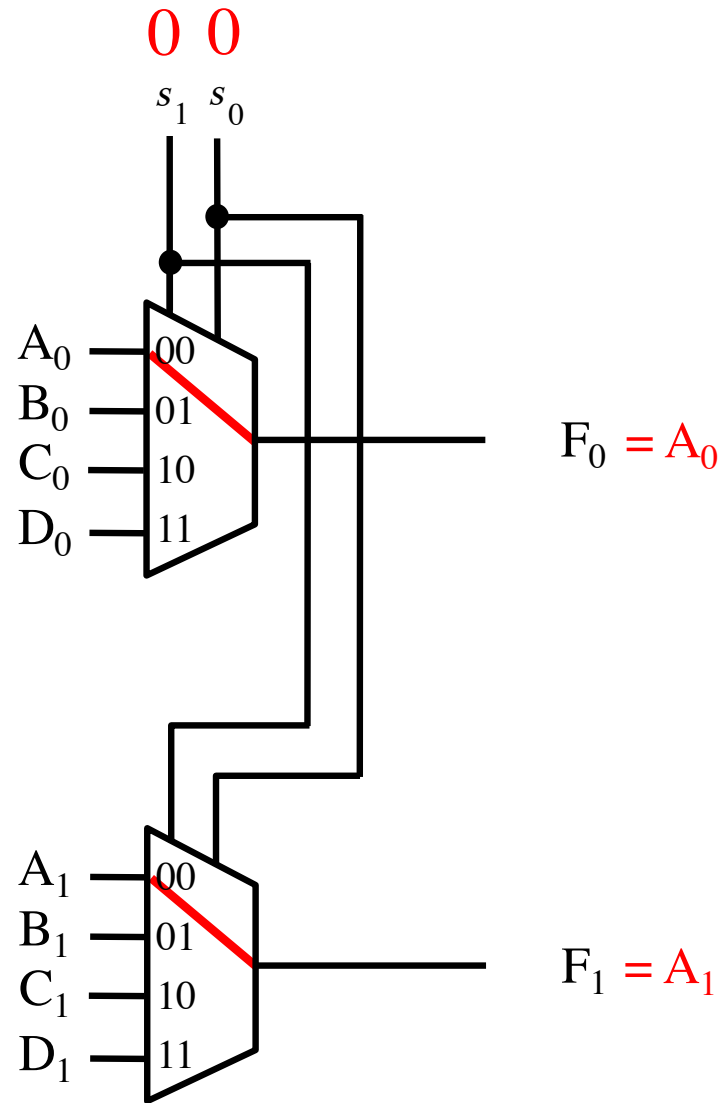 0 0
s₁ s₀
A₀ 00
B₀ 01
C₀ 10
D₀ 11
F₀ = A₀
A₁ 00
B₁ 01
C₁ 10
D₁ 11
F₁ = A₁